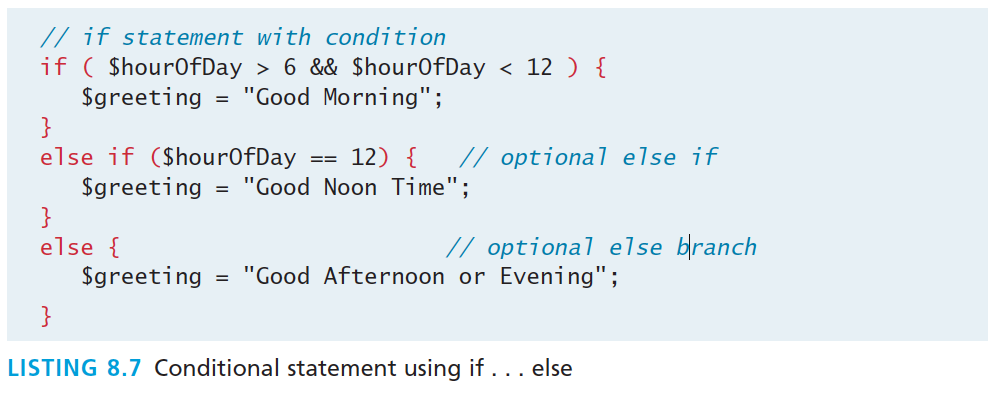 // if statement with condition
if ( $hourOfDay > 6 && $hourOfDay < 12 ) {
$greeting = "Good Morning";
}
else if ($hourOfDay == 12) { // optional else if
$greeting = "Good Noon Time";
}
else { // optional else branch
$greeting = "Good Afternoon or Evening";
}
LISTING 8.7 Conditional statement using if . . . else